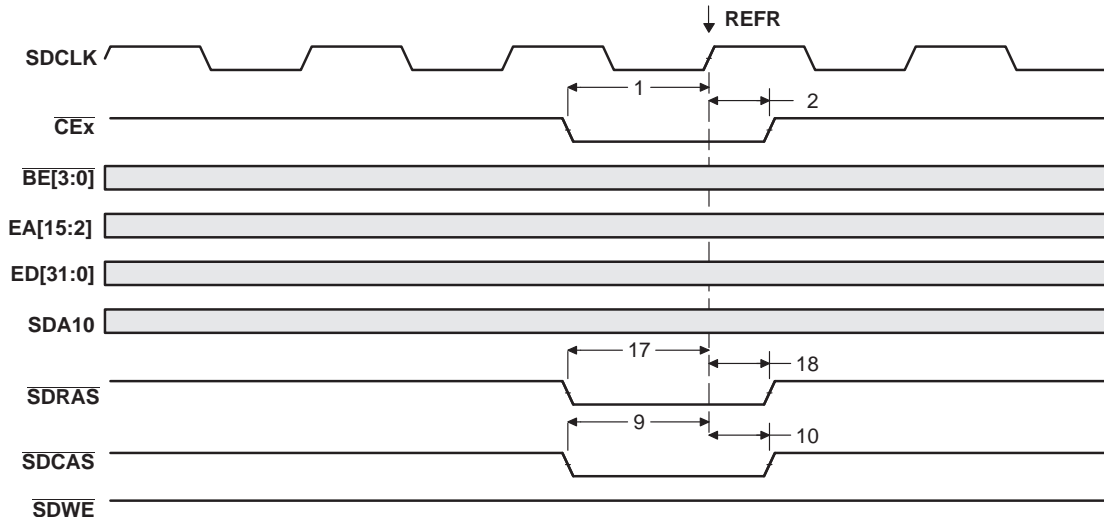 REFR
SDCLK
1
2
CEx
BE[3:0]
EA[15:2]
ED[31:0]
SDA10
17
18
SDRAS
9
10
SDCAS
SDWE